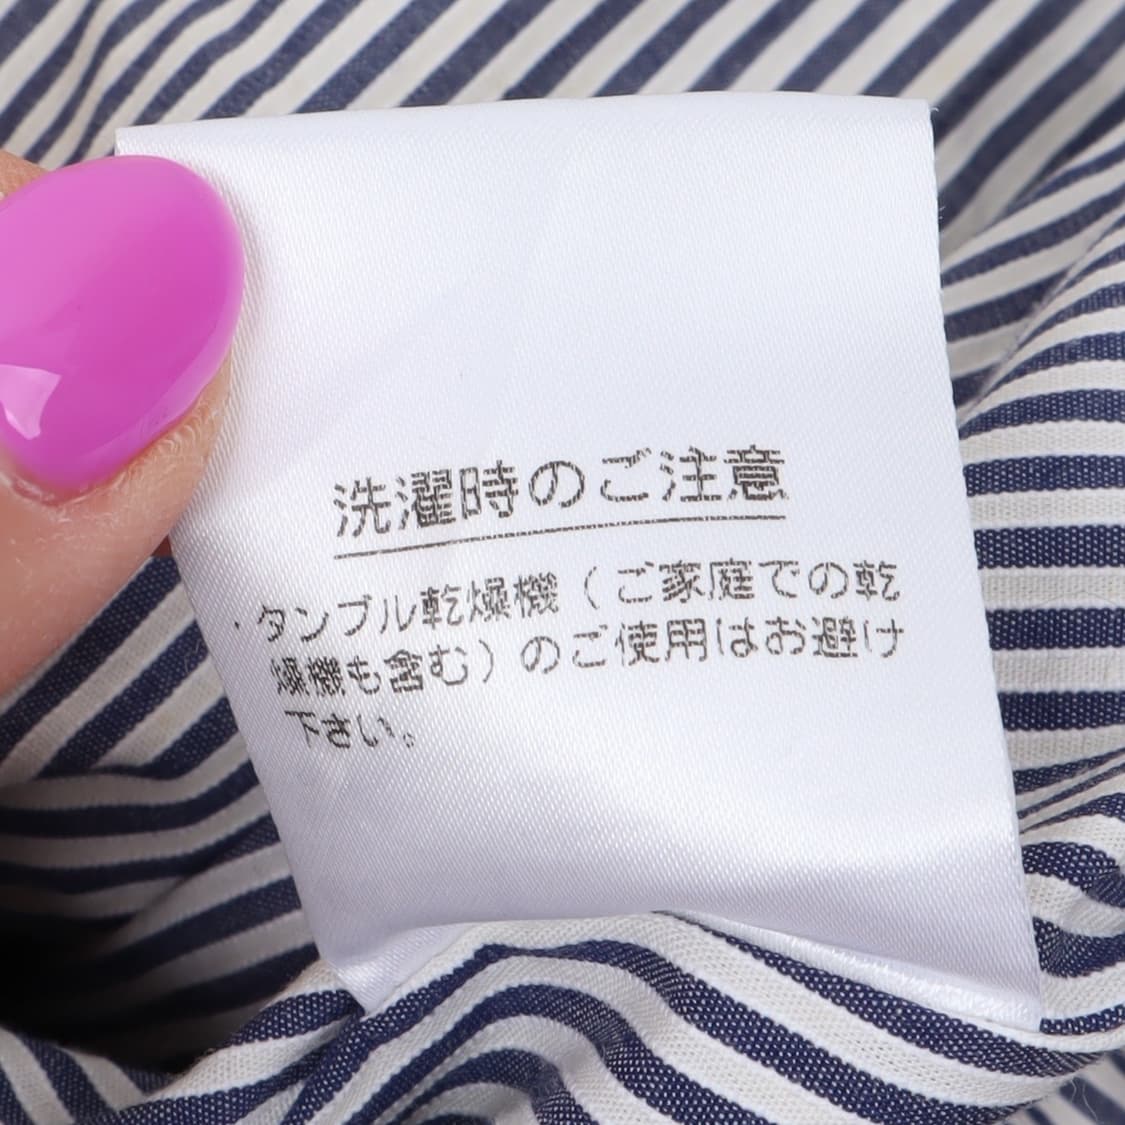 洗濯時のご注意
・タンブル乾燥機（ご家庭での乾
燥機も含む）のご使用はお避け
下さい。